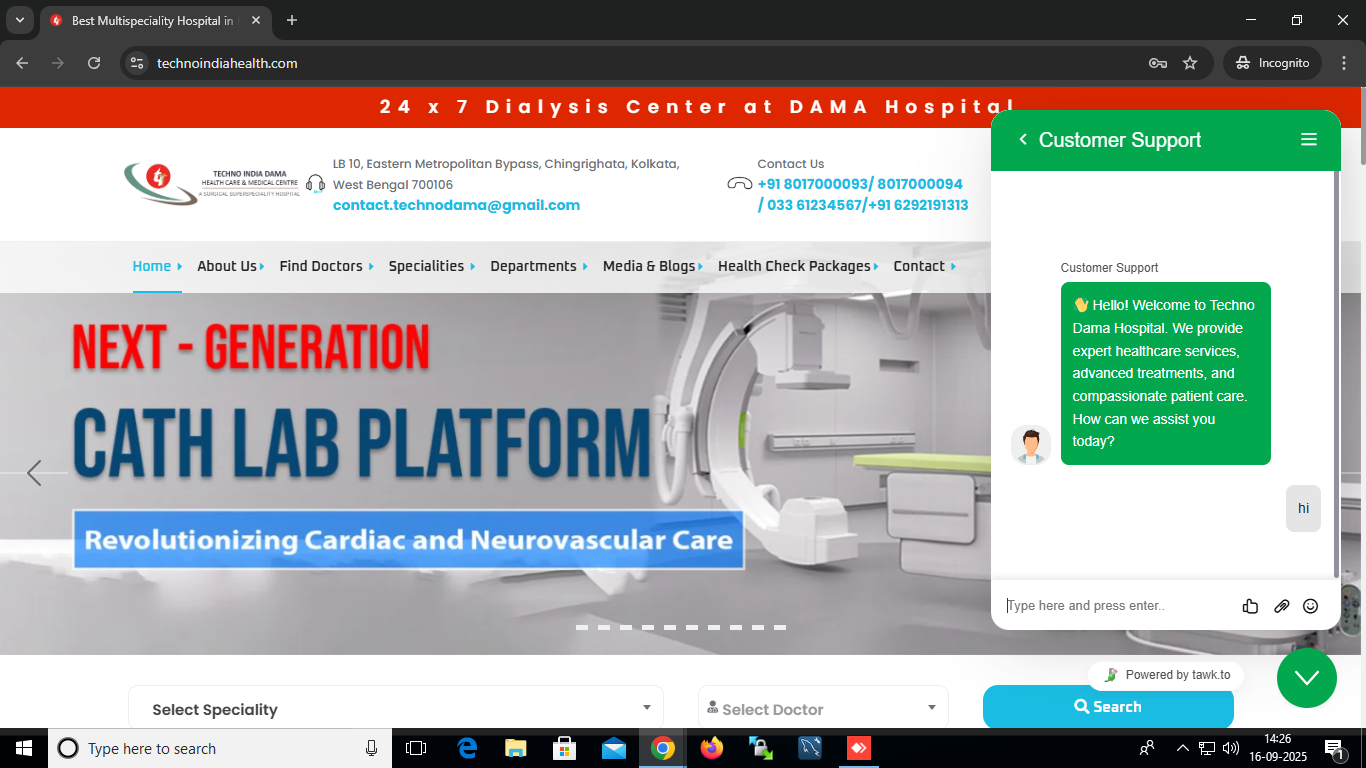 Best Multispeciality Hospital in
technoindiahealth.com
Incognito
24 x 7 Dialysis Center at DAMA Hospital
TECHNO INDIA DAMA
HEALTH CARE & MEDICAL CENTRE
A SURGICAL SUPERSPECIALITY HOSPITAL
LB 10, Eastern Metropolitan Bypass, Chingrighata, Kolkata,
West Bengal 700106
contact.technodama@gmail.com
Contact Us
+91 8017000093/ 8017000094
/ 033 61234567/+91 6292191313
Home
About Us
Find Doctors
Specialities
Departments
Media & Blogs
Health Check Packages
Contact
NEXT - GENERATION
CATH LAB PLATFORM
Revolutionizing Cardiac and Neurovascular Care
Customer Support
Customer Support
👋 Hello! Welcome to Techno
Dama Hospital. We provide
expert healthcare services,
advanced treatments, and
compassionate patient care.
How can we assist you
today?
hi
Type here and press enter..
Powered by tawk.to
Select Speciality
Select Doctor
Search
Type here to search
14:26
16-09-2025
1